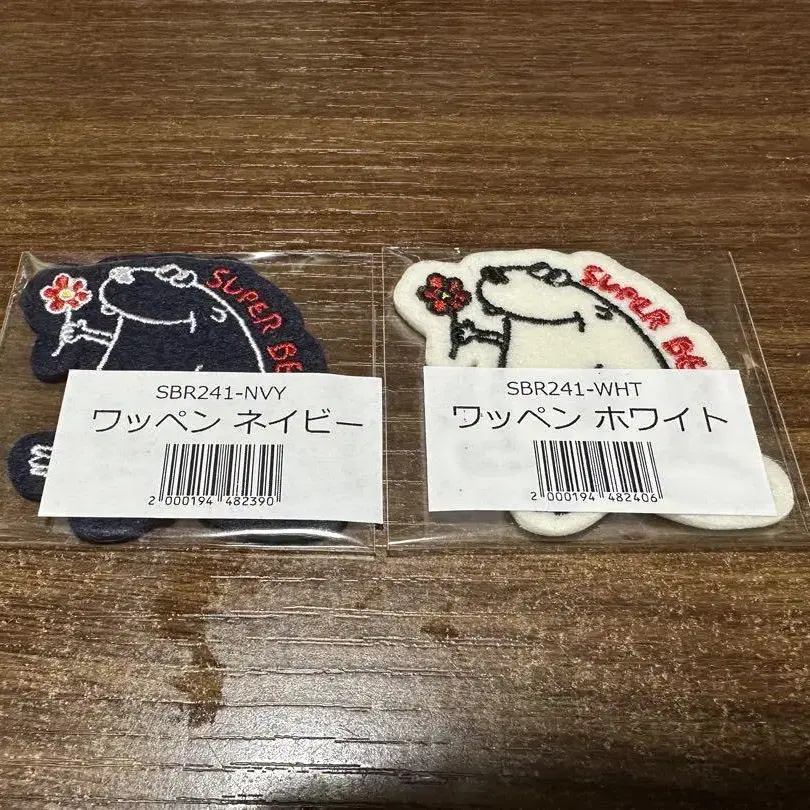 SUPER BE
SBR241-NVY
ワッペン ネイビー
2 000194 482390
SUPER BE
SBR241-WHT
ワッペン ホワイト
2 000194 482406